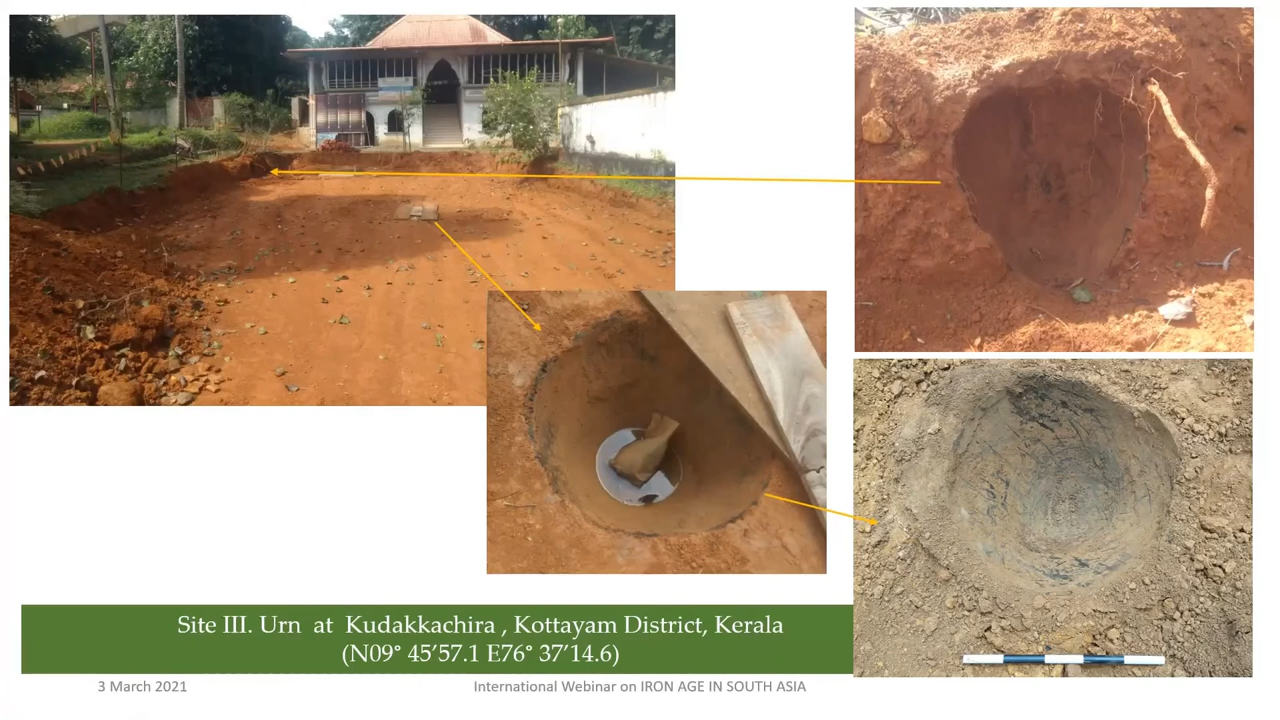 Site III. Urn at Kudakkachira , Kottayam District, Kerala
(N09° 45’57.1 E76° 37’14.6)
3 March 2021
International Webinar on IRON AGE IN SOUTH ASIA